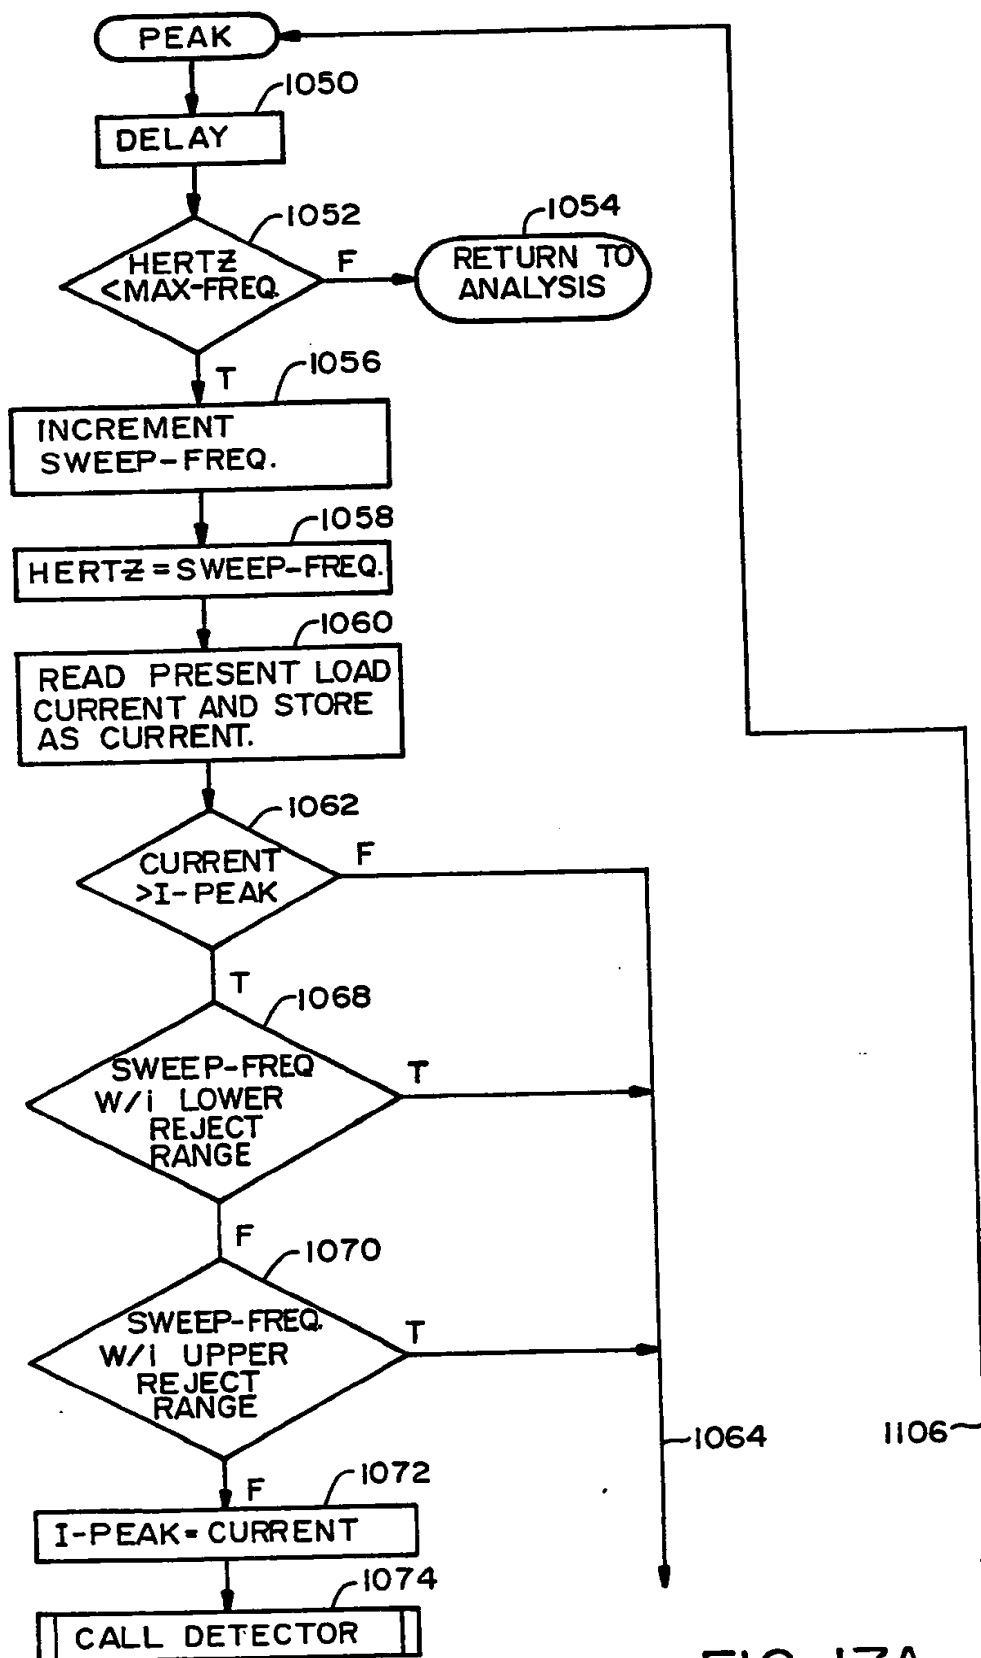 PEAK
1050
DELAY
1052
HERTZ
<MAX-FREQ.
F
1054
RETURN TO
ANALYSIS
T
1056
INCREMENT
SWEEP-FREQ.
1058
HERTZ=SWEEP-FREQ.
1060
READ PRESENT LOAD
CURRENT AND STORE
AS CURRENT.
1062
CURRENT
>I-PEAK
F
T
1068
SWEEP-FREQ
W/i LOWER
REJECT
RANGE
T
F
1070
SWEEP-FREQ.
W/i UPPER
REJECT
RANGE
T
1064
1106
F
1072
I-PEAK=CURRENT
1074
CALL DETECTOR
FIG. 17A